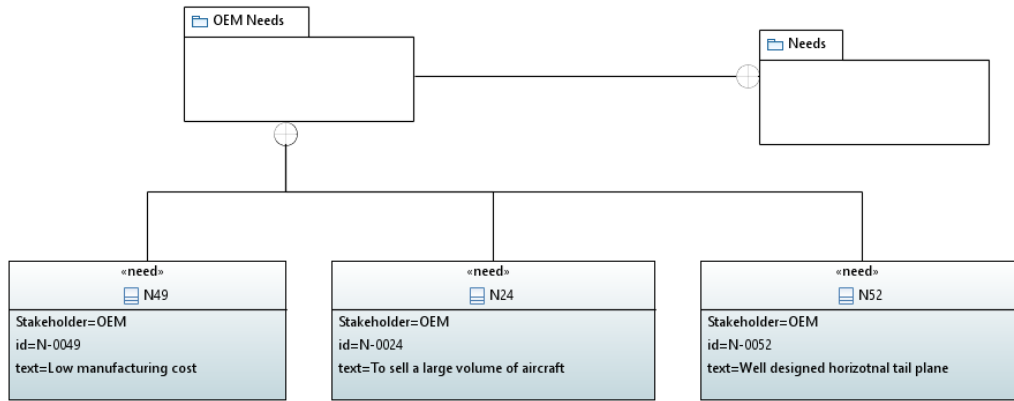 OEM Needs
Needs
«need»
N49
Stakeholder=OEM
id=N-0049
text=Low manufacturing cost
«need»
N24
Stakeholder=OEM
id=N-0024
text=To sell a large volume of aircraft
«need»
N52
Stakeholder=OEM
id=N-0052
text=Well designed horizotnal tail plane